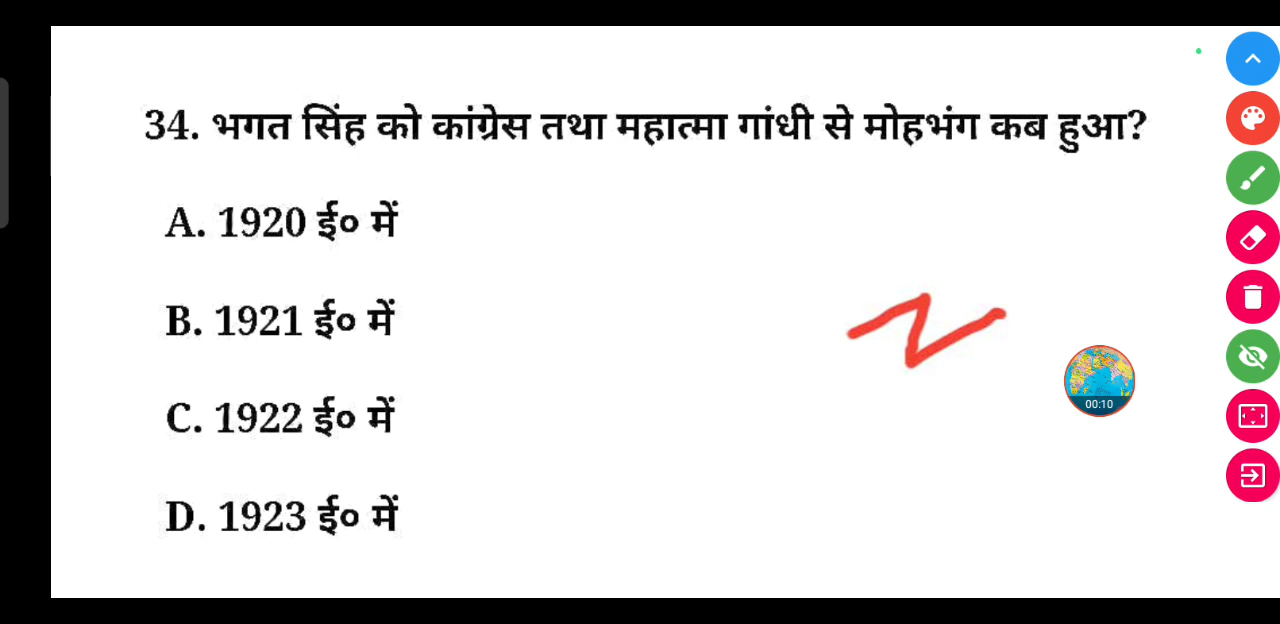 34. भगत सिंह को कांग्रेस तथा महात्मा गांधी से मोहभंग कब हुआ?
A. 1920 ई० में
B. 1921 ई० में
C. 1922 ई० में
00:10
D. 1923 ई० में